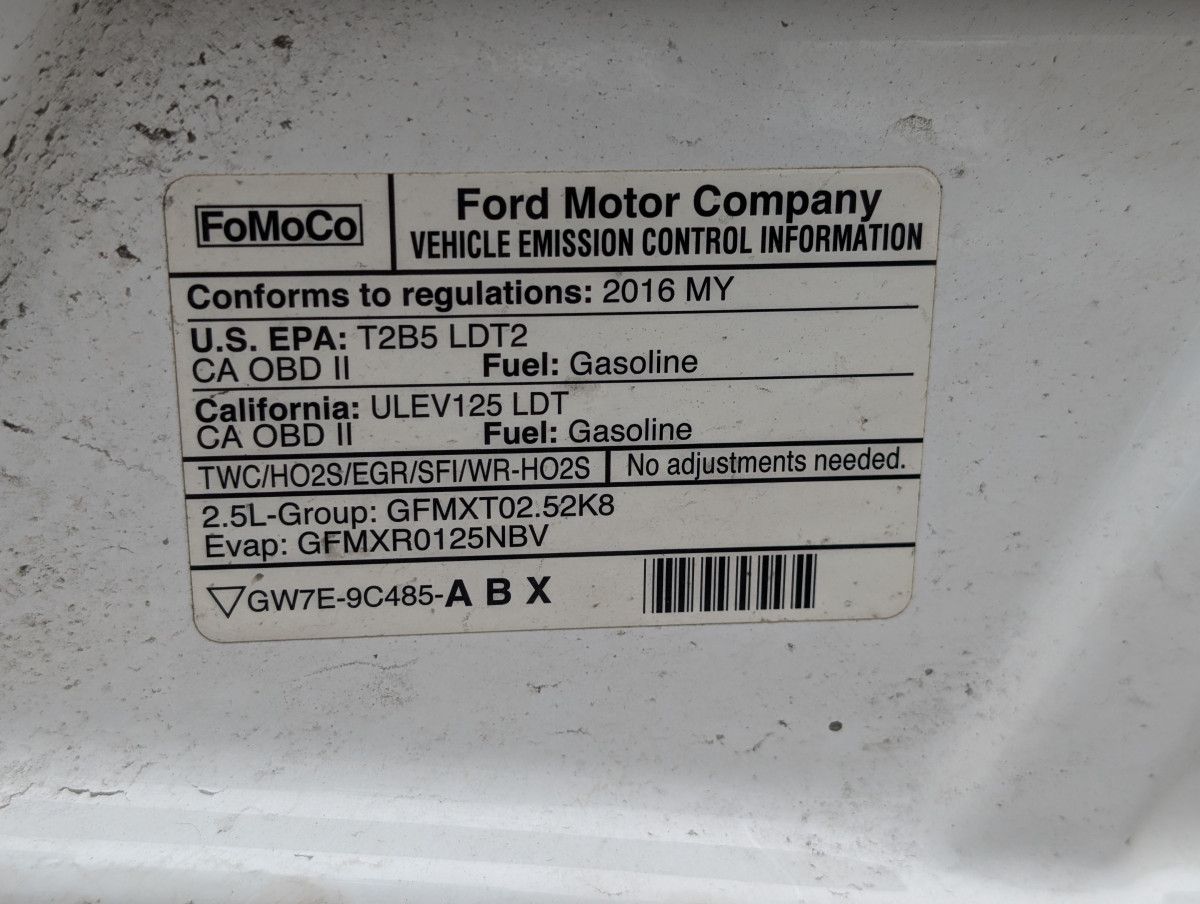 FoMoCo
Ford Motor Company
VEHICLE EMISSION CONTROL INFORMATION
Conforms to regulations: 2016 MY
U.S. EPA: T2B5 LDT2
CA OBD II Fuel: Gasoline
California: ULEV125 LDT
CA OBD II Fuel: Gasoline
TWC/HO2S/EGR/SFI/WR-HO2S No adjustments needed.
2.5L-Group: GFMXT02.52K8
Evap: GFMXR0125NBV
GW7E-9C485-A B X